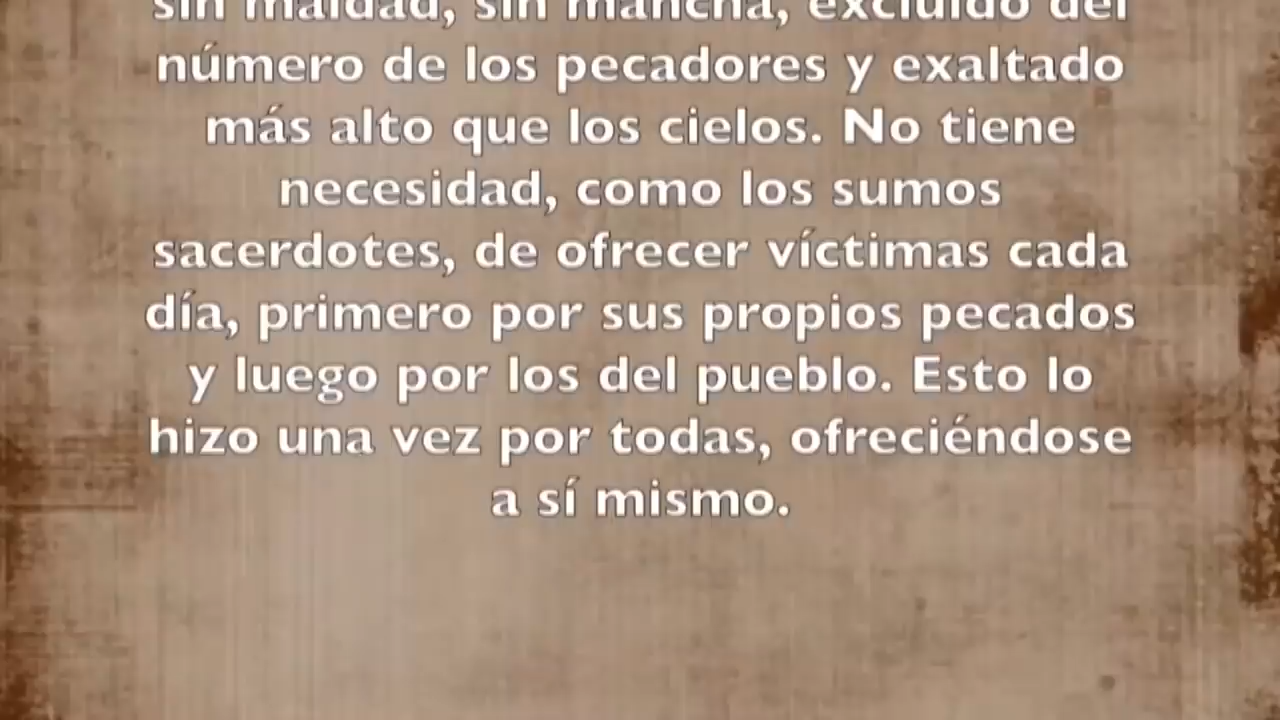 sin maldad, sin mancha, excluido del
número de los pecadores y exaltado
más alto que los cielos. No tiene
necesidad, como los sumos
sacerdotes, de ofrecer víctimas cada
día, primero por sus propios pecados
y luego por los del pueblo. Esto lo
hizo una vez por todas, ofreciéndose
a sí mismo.